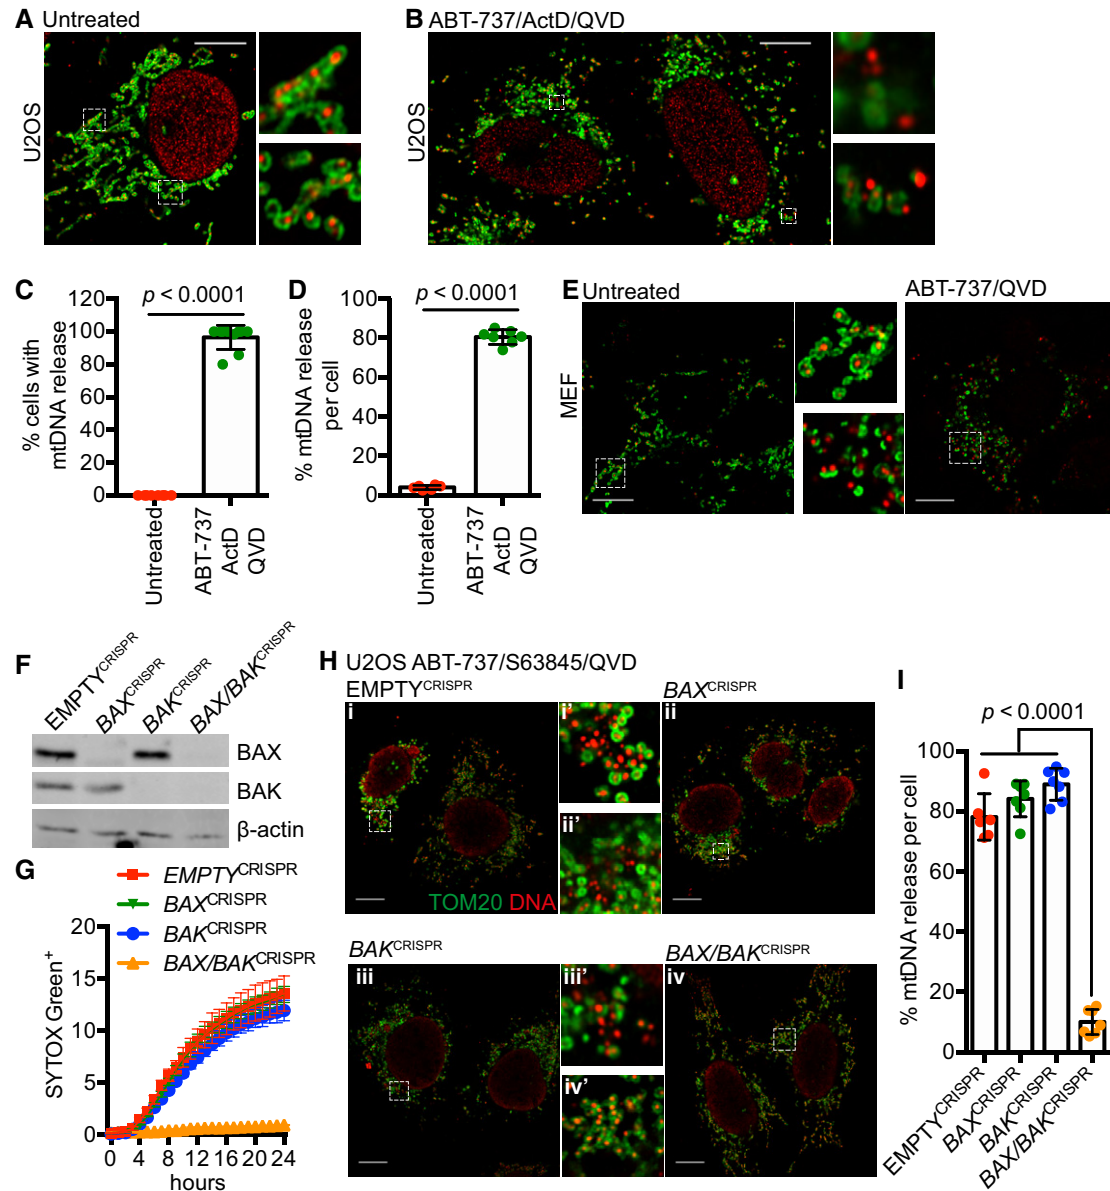 A Untreated
U2OS
B ABT-737/ActD/QVD
U2OS
C
% cells with
mtDNA release
120
100
80
60
40
20
0
p < 0.0001
Untreated
ABT-737
ActD
QVD
D
% mtDNA release
per cell
100
80
60
40
20
0
p < 0.0001
Untreated
ABT-737
ActD
QVD
E Untreated
ABT-737/QVD
MEF
F
EMPTYCRISPR
BAXCRISPR
BAKCRISPR
BAX/BAKCRISPR
BAX
BAK
β-actin
G
EMPTYCRISPR
BAXCRISPR
BAKCRISPR
BAX/BAKCRISPR
SYTOX Green+
20
15
10
5
0
0 4 8 12 16 20 24
hours
H U2OS ABT-737/S63845/QVD
EMPTYCRISPR
BAXCRISPR
i
i'
ii
ii'
TOM20 DNA
BAKCRISPR
BAX/BAKCRISPR
iii
iii'
iv
iv'
I
p < 0.0001
% mtDNA release per cell
100
80
60
40
20
0
EMPTYCRISPR
BAXCRISPR
BAKCRISPR
BAX/BAKCRISPR